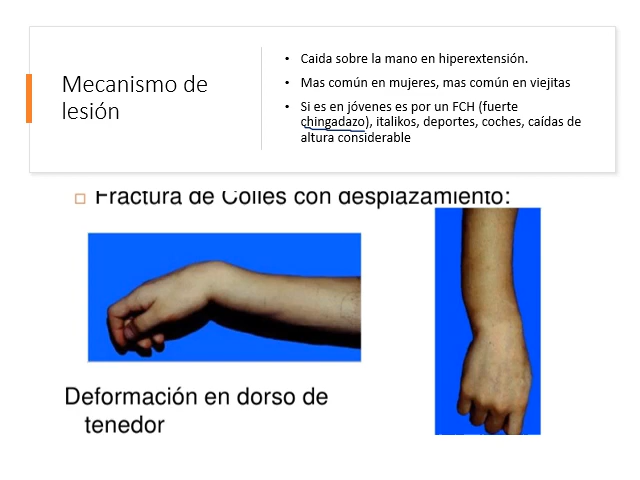 Mecanismo de
lesión
• Caida sobre la mano en hiperextensión.
• Mas común en mujeres, mas común en viejitas
• Si es en jóvenes es por un FCH (fuerte
chingadazo), italikos, deportes, coches, caídas de
altura considerable
Fractura de Colles con desplazamiento:
Deformación en dorso de
tenedor